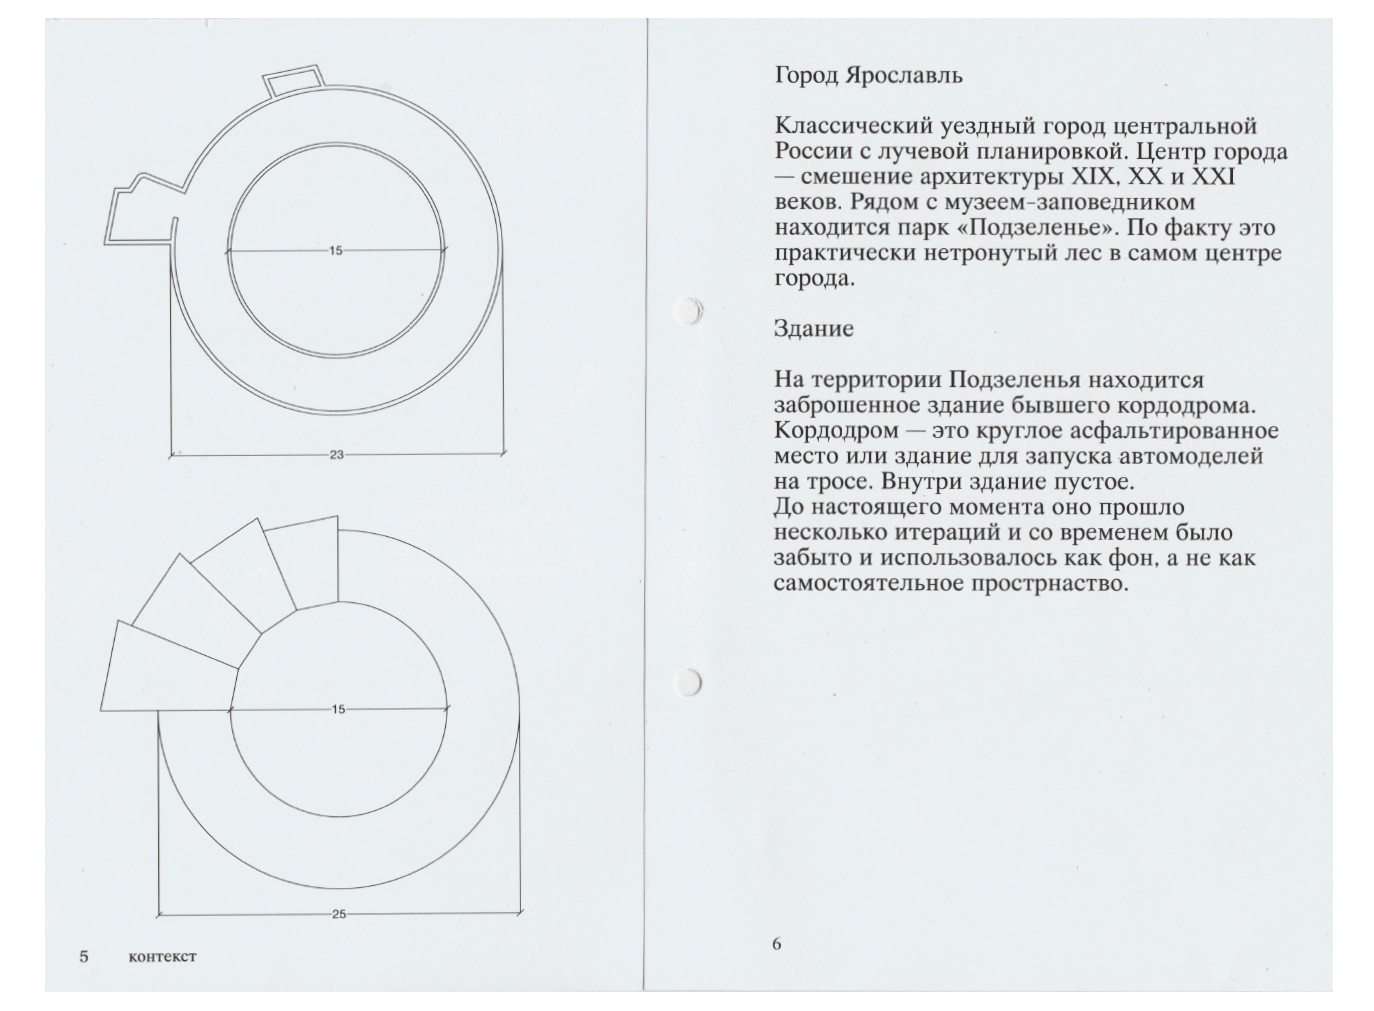 15
23
15
25
5 контекст
Город Ярославль
Классический уездный город центральной
России с лучевой планировкой. Центр города
— смешение архитектуры XIX, XX и XXI
веков. Рядом с музеем-заповедником
находится парк «Подзеленье». По факту это
практически нетронутый лес в самом центре
города.
Здание
На территории Подзеленья находится
заброшенное здание бывшего кордодрома.
Кордодром — это круглое асфальтированное
место или здание для запуска автомоделей
на тросе. Внутри здание пустое.
До настоящего момента оно прошло
несколько итераций и со временем было
забыто и использовалось как фон, а не как
самостоятельное прострнаство.
6